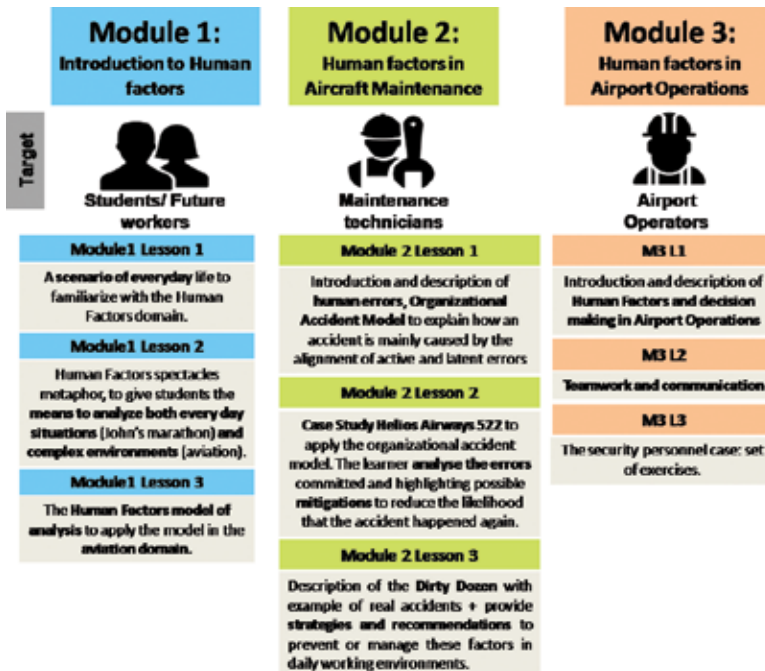 Module 1:
Introduction to Human
factors
Module 2:
Human factors in
Aircraft Maintenance
Module 3:
Human factors in
Airport Operations
Target
Students/ Future
workers
Maintenance
technicians
Airport
Operators
Module1 Lesson 1
A scenario of everyday life to
familiarize with the Human
Factors domain.
Module1 Lesson 2
Human Factors spectacles
metaphor, to give students the
means to analyze both every day
situations (John's marathon) and
complex environments (aviation).
Module1 Lesson 3
The Human Factors model of
analysis to apply the model in the
aviation domain.
Module 2 Lesson 1
Introduction and description of
human errors, Organizational
Accident Model to explain how an
accident is mainly caused by the
alignment of active and latent errors
Module 2 Lesson 2
Case Study Helios Airways 522 to
apply the organizational accident
model. The learner analyse the errors
committed and highlighting possible
mitigations to reduce the likelihood
that the accident happened again.
Module 2 Lesson 3
Description of the Dirty Dozen with
example of real accidents + provide
strategies and recommendations to
prevent or manage these factors in
daily working environments.
M3 L1
Introduction and description of
Human Factors and decision
making in Airport Operations
M3 L2
Teamwork and communication
M3 L3
The security personnel case: set
of exercises.